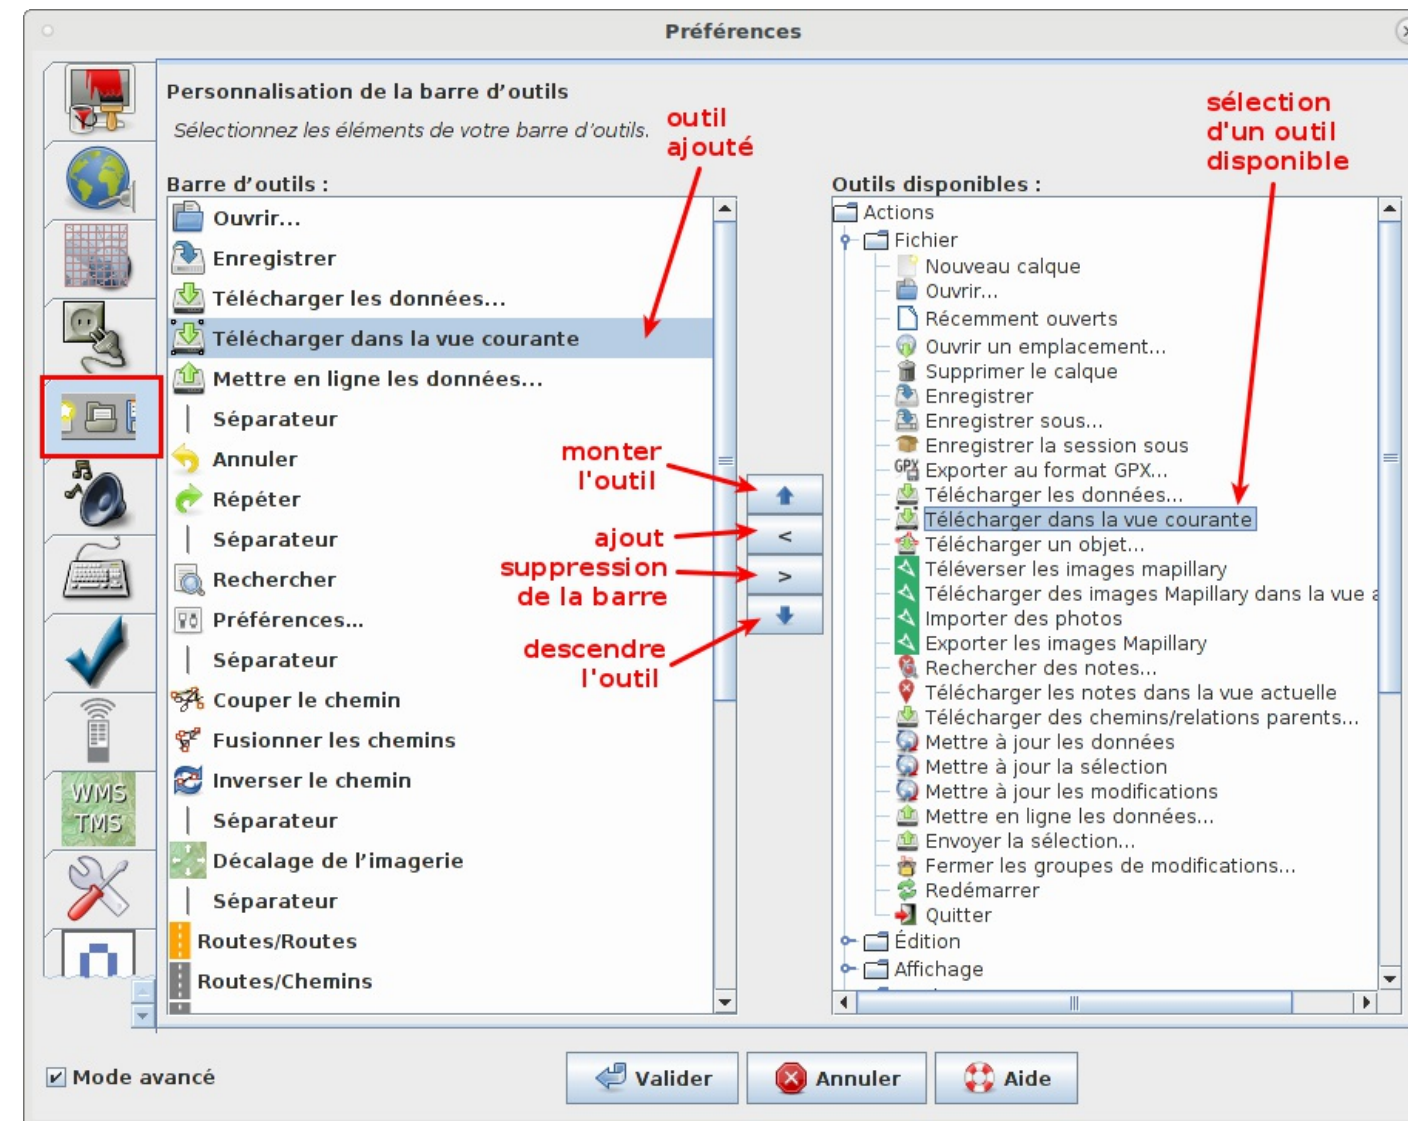 Préférences
Personnalisation de la barre d’outils
Sélectionnez les éléments de votre barre d’outils.
outil
ajouté
sélection
d'un outil
disponible
Barre d’outils :
Ouvrir...
Enregistrer
Télécharger les données...
Télécharger dans la vue courante
Mettre en ligne les données...
Séparateur
Annuler
Répéter
Séparateur
Rechercher
Préférences...
Séparateur
Couper le chemin
Fusionner les chemins
Inverser le chemin
Séparateur
Décalage de l’imagerie
Séparateur
Routes/Routes
Routes/Chemins
monter
l'outil
<
ajout
>
suppression
de la barre
descendre
l'outil
Outils disponibles :
Actions
Fichier
Nouveau calque
Ouvrir...
Récemment ouverts
Ouvrir un emplacement...
Supprimer le calque
Enregistrer
Enregistrer sous...
Enregistrer la session sous
GPX Exporter au format GPX...
Télécharger les données...
Télécharger dans la vue courante
Télécharger un objet...
Téléverser les images mapillary
Télécharger des images Mapillary dans la vue a
Importer des photos
Exporter les images Mapillary
Rechercher des notes...
Télécharger les notes dans la vue actuelle
Télécharger des chemins/relations parents...
Mettre à jour les données
Mettre à jour la sélection
Mettre à jour les modifications
Mettre en ligne les données...
Envoyer la sélection...
Fermer les groupes de modifications...
Redémarrer
Quitter
Édition
Affichage
WMS
TMS
Mode avancé
Valider
Annuler
Aide